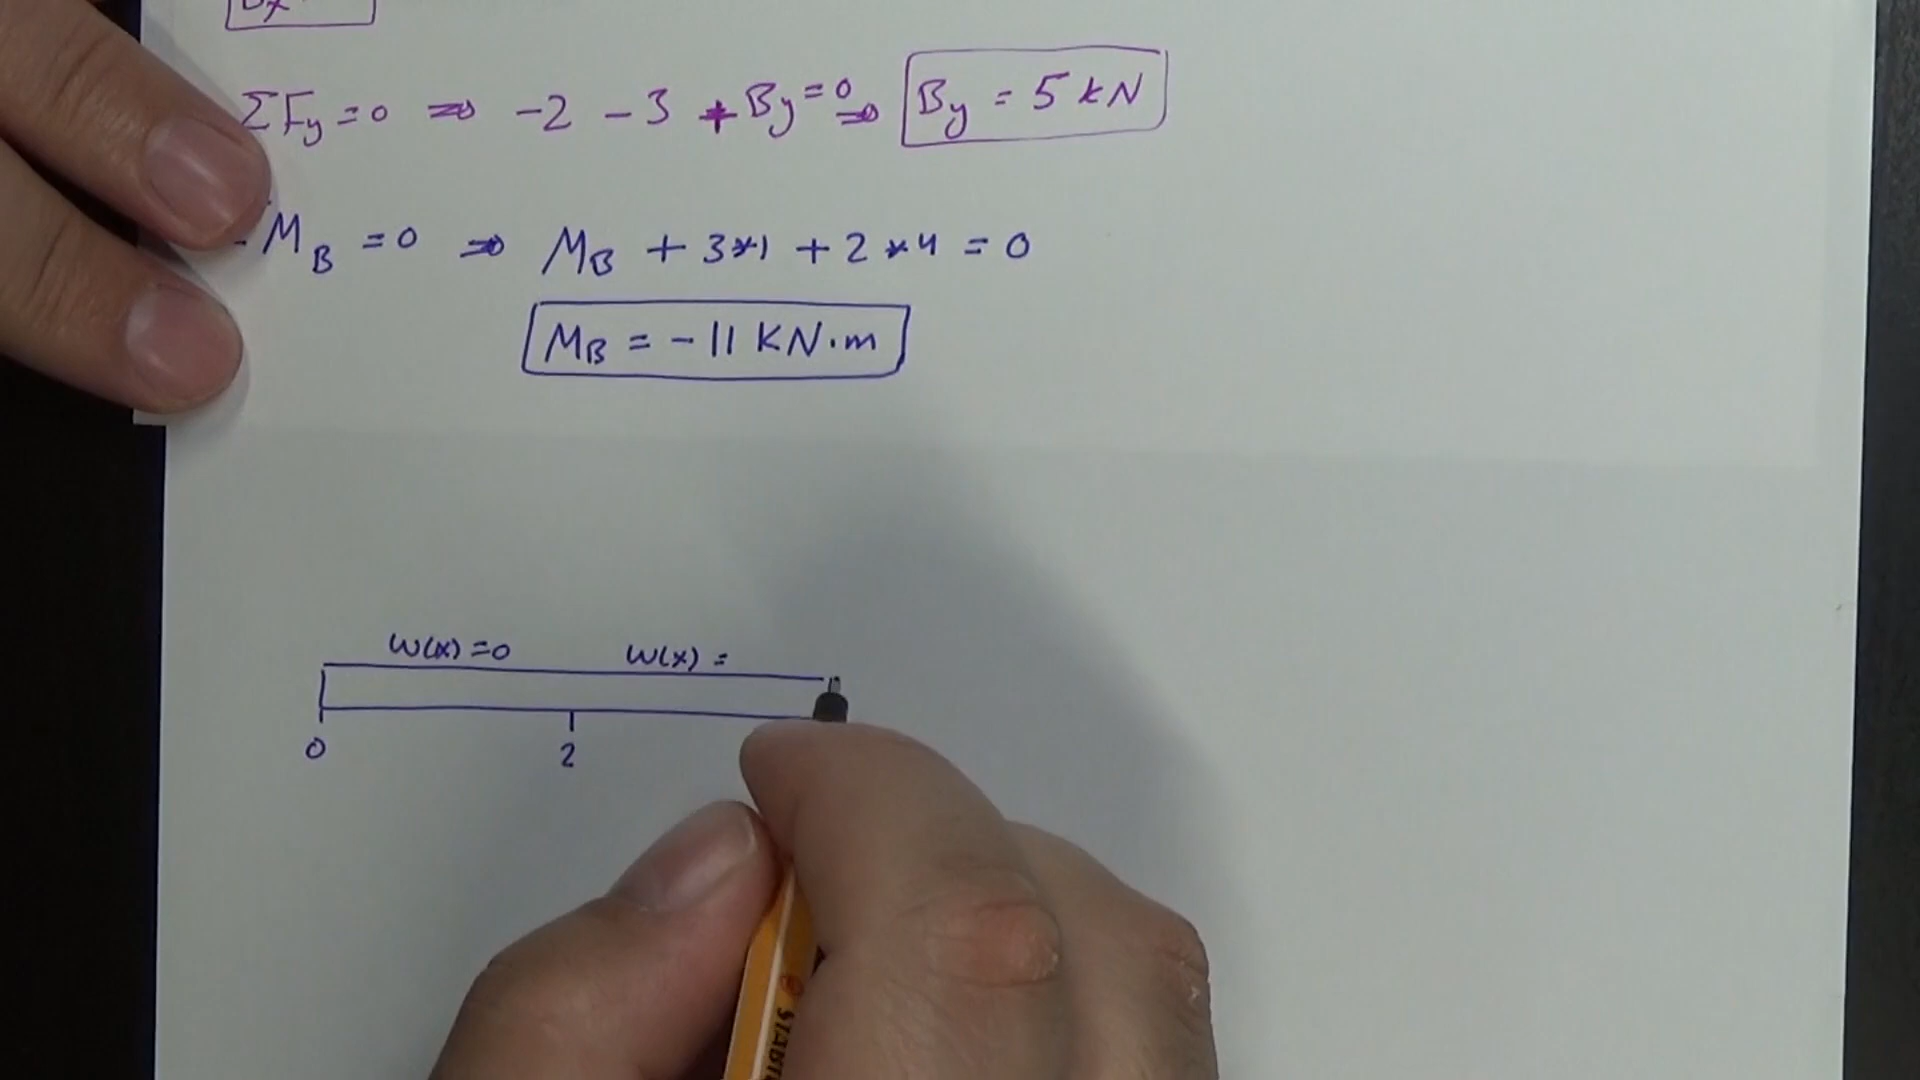 ΣFy = 0 ⇒ -2 - 3 + By = 0 ⇒ By = 5 kN
MB = 0 ⇒ MB + 3*1 + 2*4 = 0
MB = -11 KN·m
W(x) = 0 W(x) =
0 2